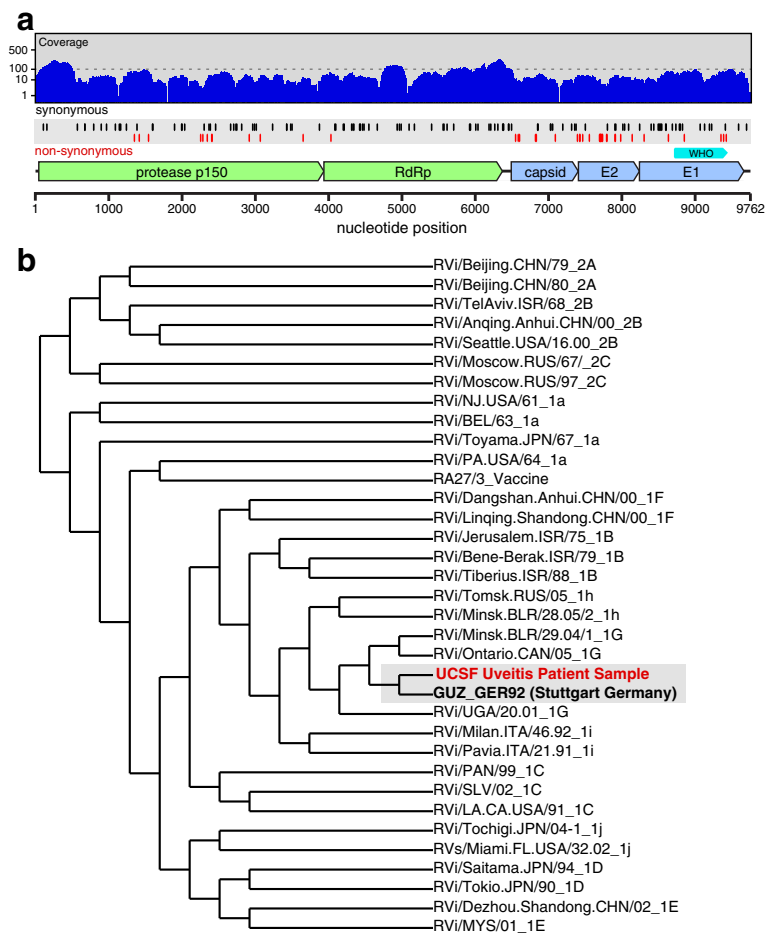 a
Coverage
500
100
10
1
synonymous
non-synonymous
WHO
protease p150 RdRp capsid E2 E1
1 1000 2000 3000 4000 5000 6000 7000 8000 9000 9762
nucleotide position
b
RVi/Beijing.CHN/79_2A
RVi/Beijing.CHN/80_2A
RVi/TelAviv.ISR/68_2B
RVi/Anqing.Anhui.CHN/00_2B
RVi/Seattle.USA/16.00_2B
RVi/Moscow.RUS/67/_2C
RVi/Moscow.RUS/97_2C
RVi/NJ.USA/61_1a
RVi/BEL/63_1a
RVi/Toyama.JPN/67_1a
RVi/PA.USA/64_1a
RA27/3_Vaccine
RVi/Dangshan.Anhui.CHN/00_1F
RVi/Linqing.Shandong.CHN/00_1F
RVi/Jerusalem.ISR/75_1B
RVi/Bene-Berak.ISR/79_1B
RVi/Tiberius.ISR/88_1B
RVi/Tomsk.RUS/05_1h
RVi/Minsk.BLR/28.05/2_1h
RVi/Minsk.BLR/29.04/1_1G
RVi/Ontario.CAN/05_1G
UCSF Uveitis Patient Sample
GUZ_GER92 (Stuttgart Germany)
RVi/UGA/20.01_1G
RVi/Milan.ITA/46.92_1i
RVi/Pavia.ITA/21.91_1i
RVi/PAN/99_1C
RVi/SLV/02_1C
RVi/LA.CA.USA/91_1C
RVi/Tochigi.JPN/04-1_1j
RVs/Miami.FL.USA/32.02_1j
RVi/Saitama.JPN/94_1D
RVi/Tokio.JPN/90_1D
RVi/Dezhou.Shandong.CHN/02_1E
RVi/MYS/01_1E